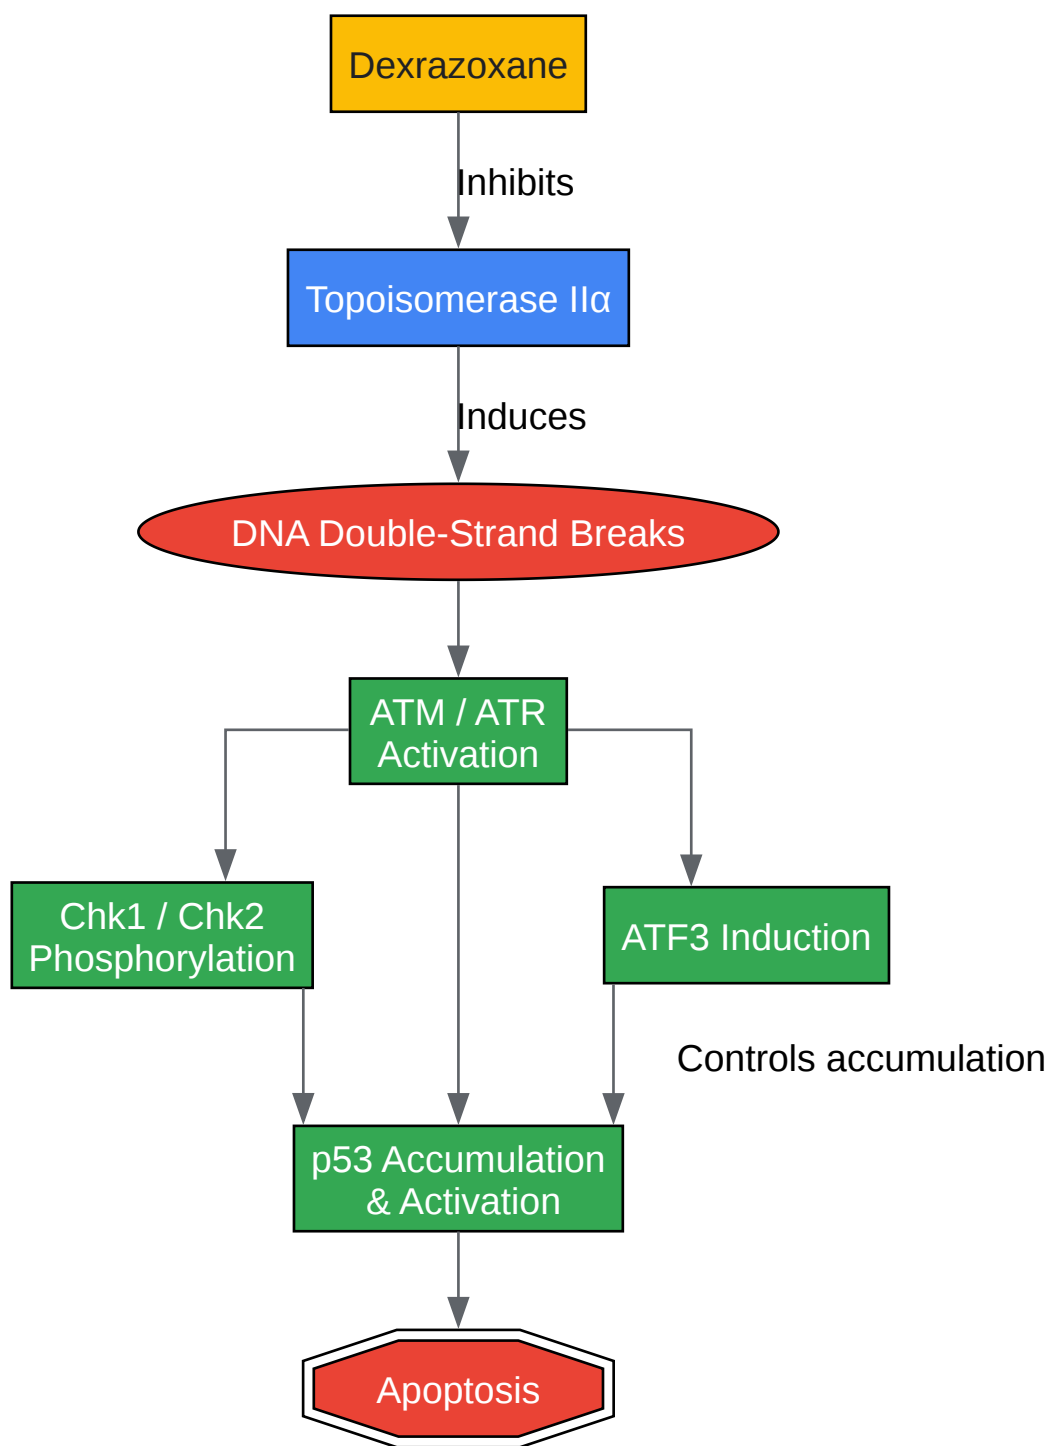 Dexrazoxane
Inhibits
Topoisomerase IIα
Induces
DNA Double-Strand Breaks
ATM / ATR
Activation
Chk1 / Chk2
Phosphorylation
ATF3 Induction
Controls accumulation
p53 Accumulation
& Activation
Apoptosis